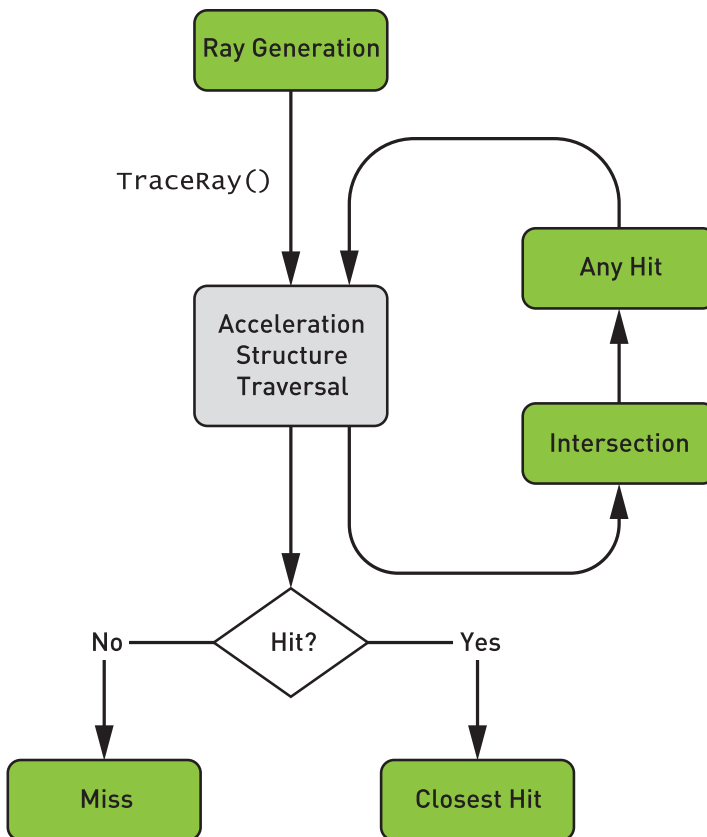 Ray Generation
TraceRay()
Any Hit
Acceleration
Structure
Traversal
Intersection
No
Hit?
Yes
Miss
Closest Hit